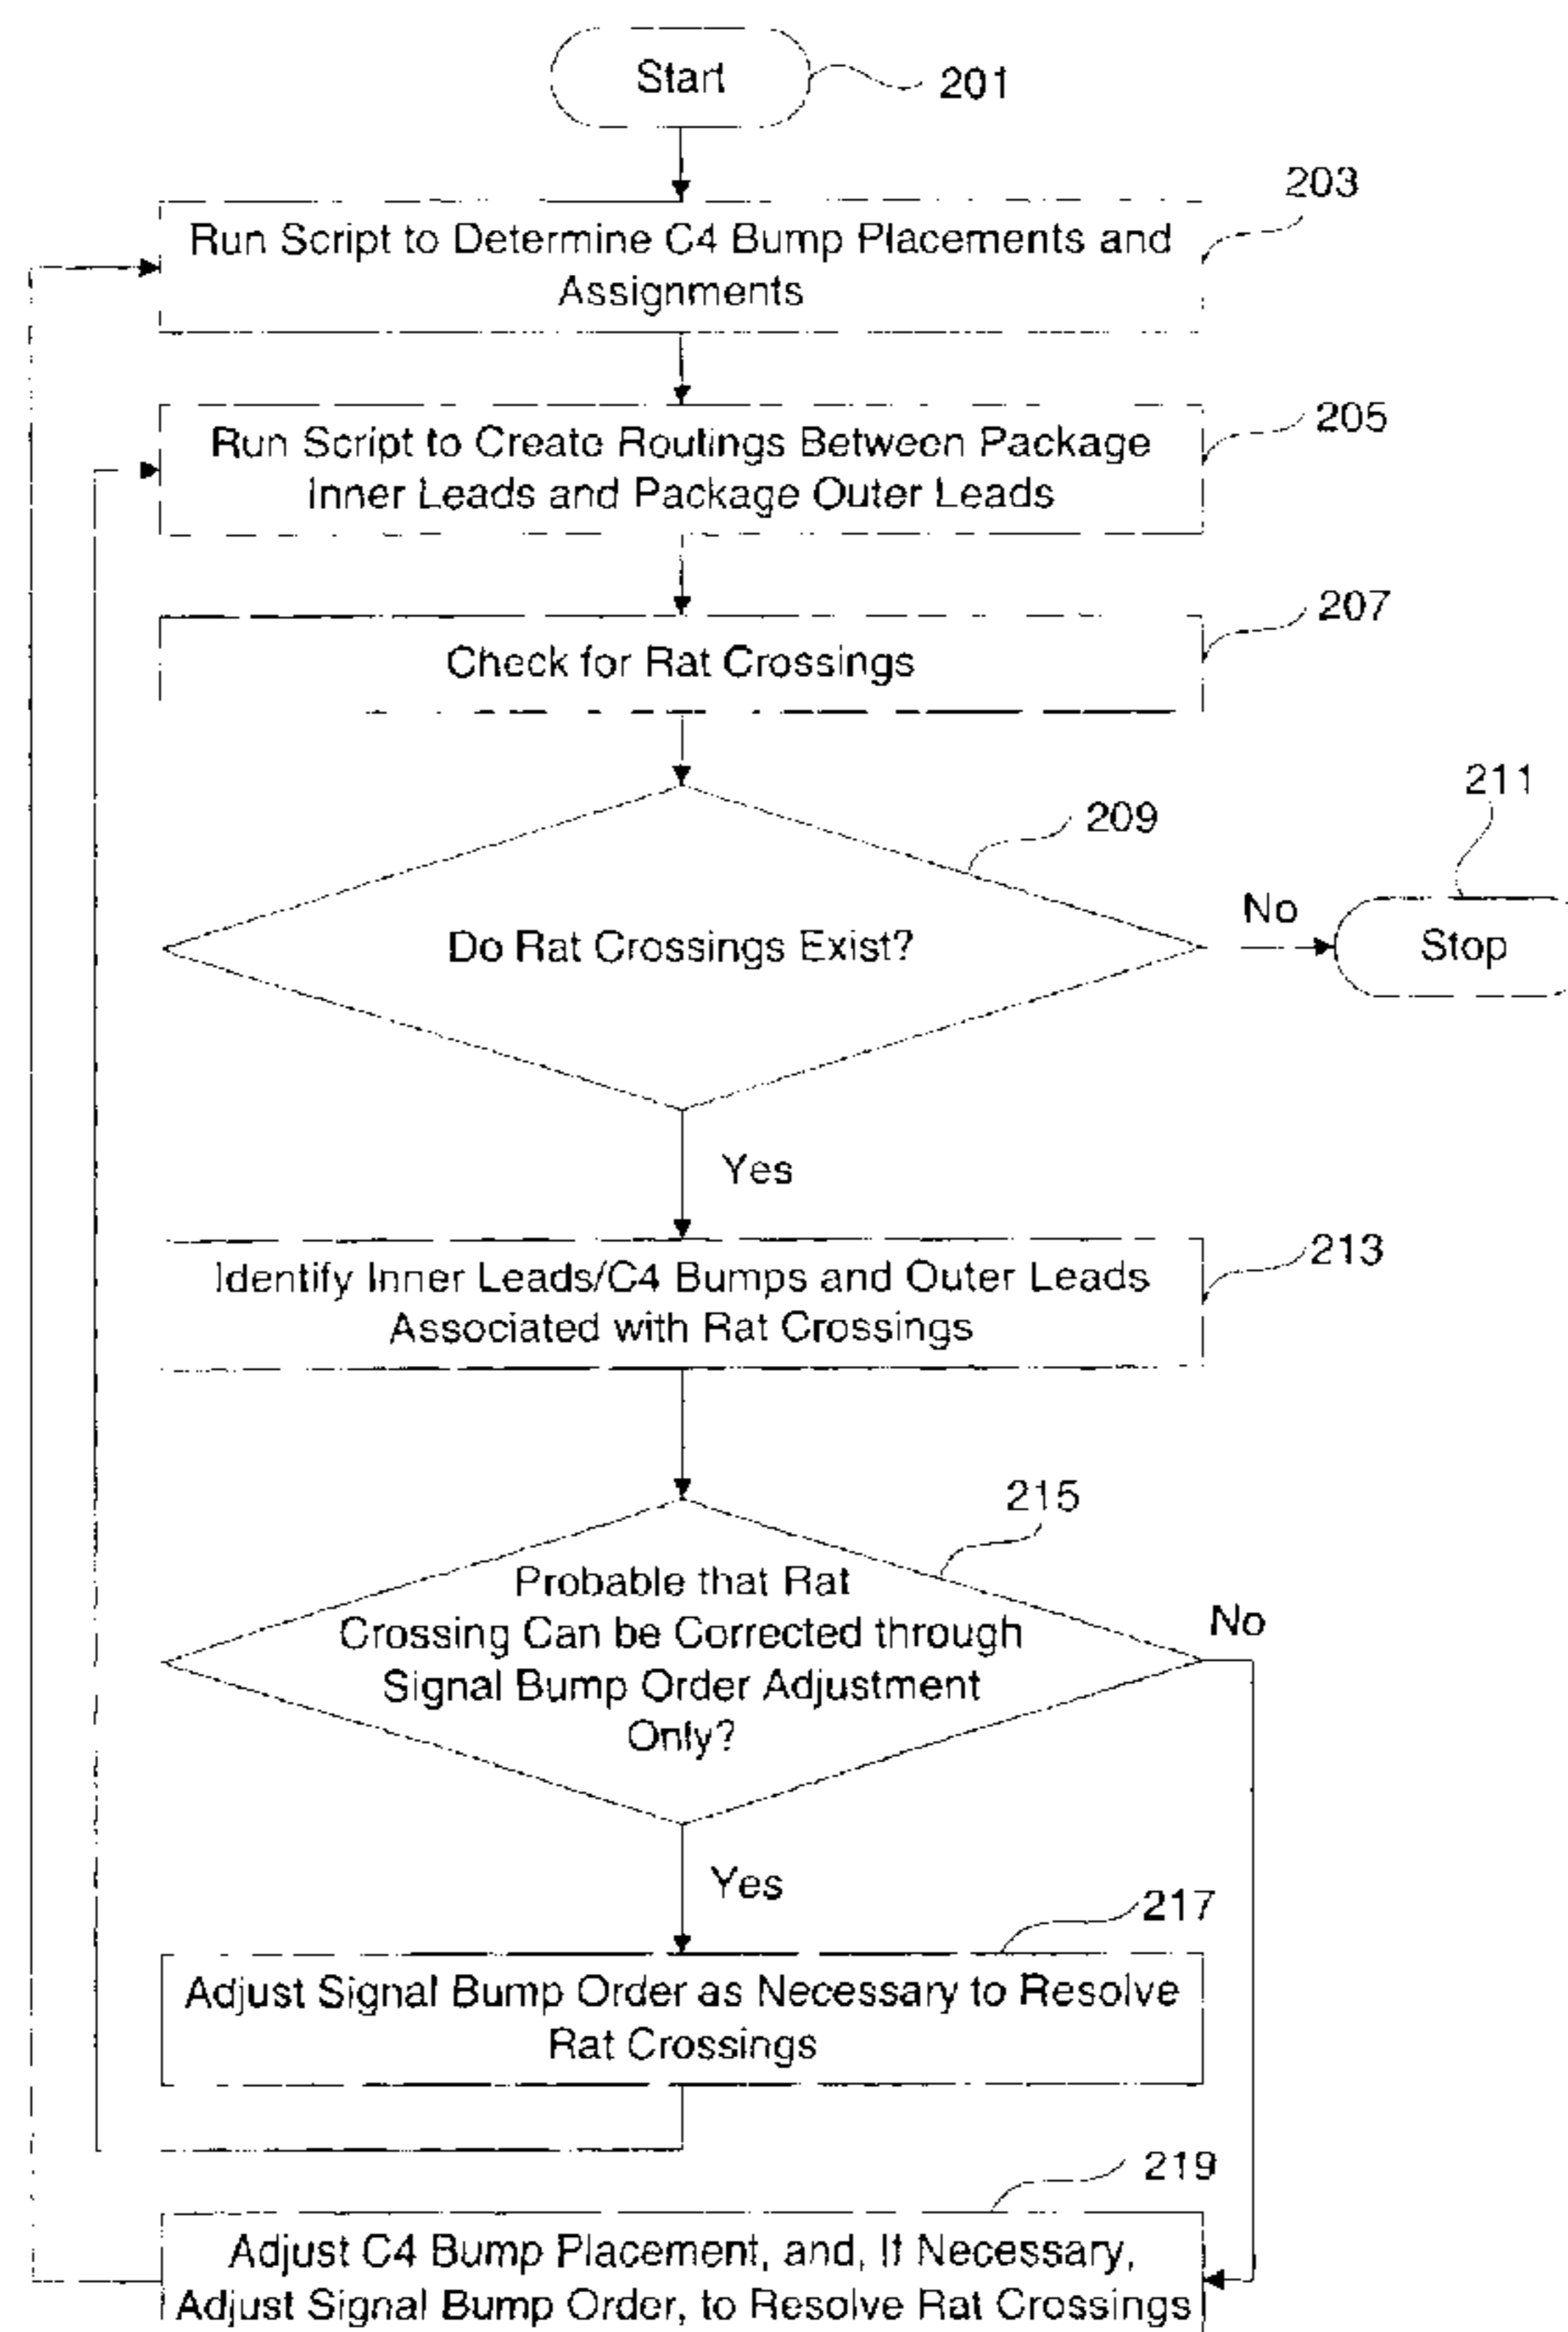 Start
201
203
Run Script to Determine C4 Bump Placements and
Assignments
205
Run Script to Create Routings Between Package
Inner Leads and Package Outer Leads
207
Check for Rat Crossings
209
211
Do Rat Crossings Exist?
No
Stop
Yes
213
Identify Inner Leads/C4 Bumps and Outer Leads
Associated with Rat Crossings
215
Probable that Rat
Crossing Can be Corrected through
Signal Bump Order Adjustment
Only?
No
Yes
217
Adjust Signal Bump Order as Necessary to Resolve
Rat Crossings
219
Adjust C4 Bump Placement, and, If Necessary,
Adjust Signal Bump Order, to Resolve Rat Crossings